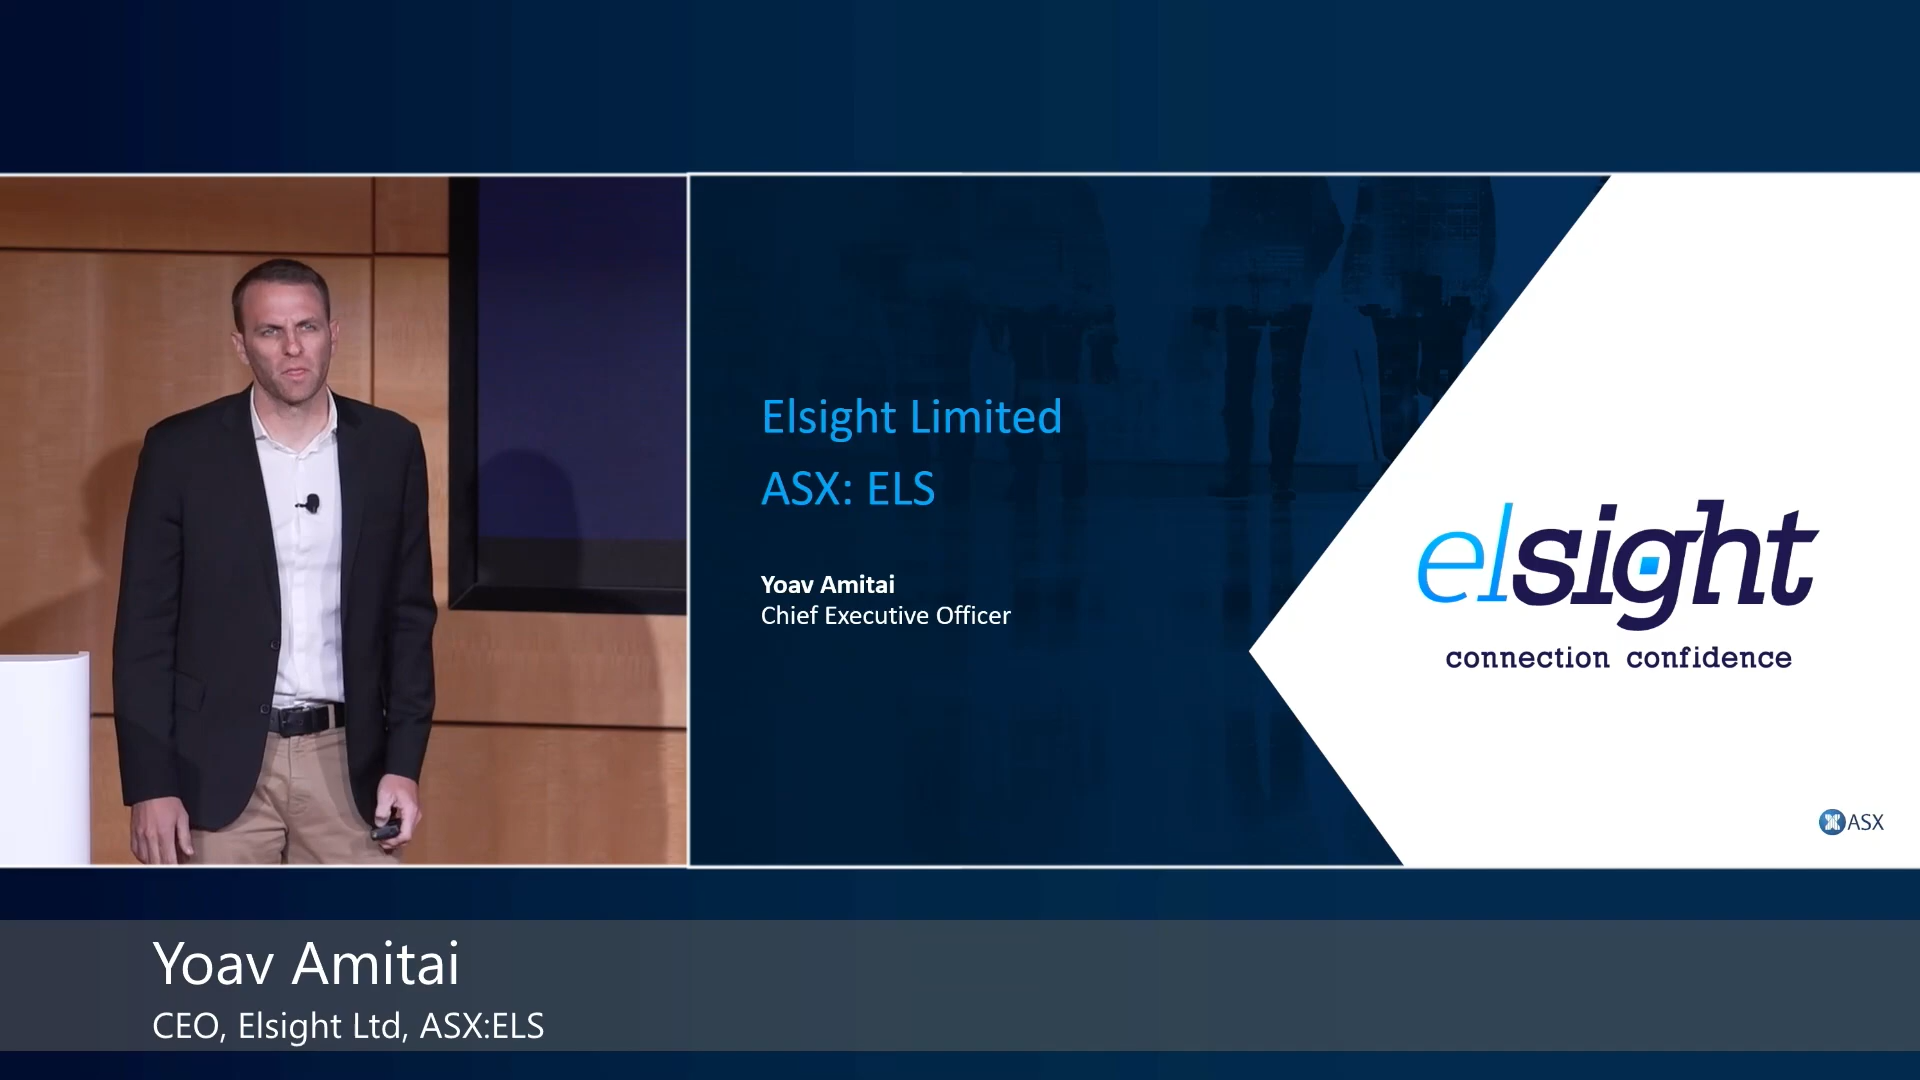 Elsight Limited
ASX: ELS
Yoav Amitai
Chief Executive Officer
elsight
connection confidence
ASX
Yoav Amitai
CEO, Elsight Ltd, ASX:ELS